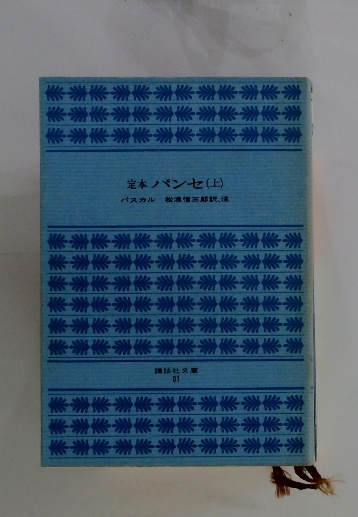 定本 パンセ(上)
パスカル 松浪信三郎訳・注
講談社文庫
01